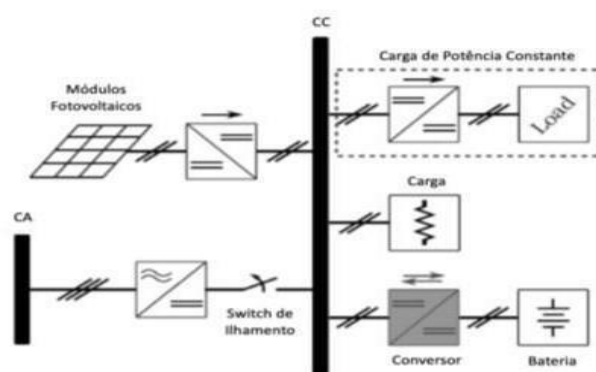 CC
Carga de Potência Constante
Módulos
Fotovoltaicos
Load
Carga
CA
Switch de
Ilhamento
Conversor
Bateria